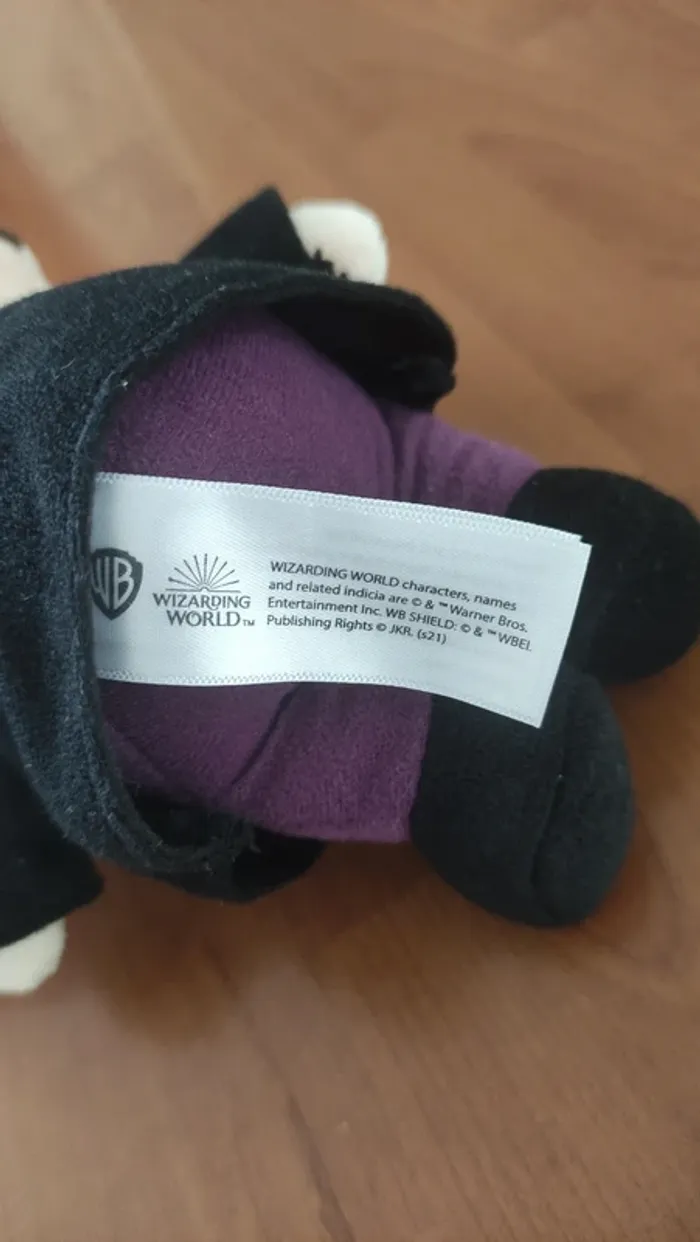 WB
WIZARDING
WORLD™
WIZARDING WORLD characters, names
and related indicia are © & ™ Warner Bros.
Entertainment Inc. WB SHIELD: © & ™ WBEI.
Publishing Rights © JKR. (s21)